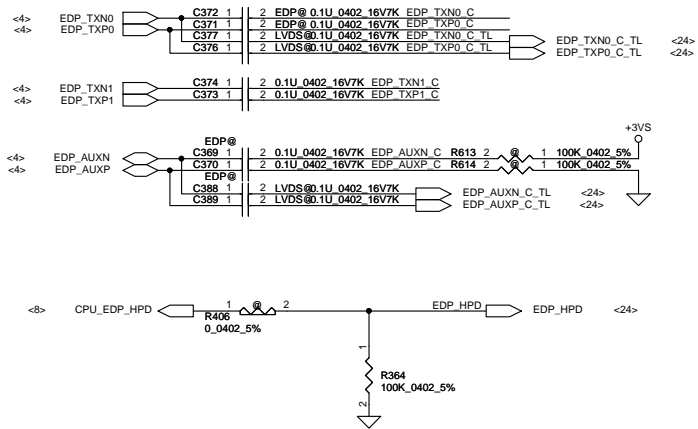 <4> EDP_TXN0 C372 1 2 EDP@ 0.1U_0402_16V7K EDP_TXN0_C
<4> EDP_TXP0 C371 1 2 EDP@ 0.1U_0402_16V7K EDP_TXP0_C
C377 1 2 LVDS@0.1U_0402_16V7K EDP_TXN0_C_TL EDP_TXN0_C_TL <24>
C376 1 2 LVDS@0.1U_0402_16V7K EDP_TXP0_C_TL EDP_TXP0_C_TL <24>
<4> EDP_TXN1 C374 1 2 0.1U_0402_16V7K EDP_TXN1_C
<4> EDP_TXP1 C373 1 2 0.1U_0402_16V7K EDP_TXP1_C
+3VS
EDP@
<4> EDP_AUXN C369 1 2 0.1U_0402_16V7K EDP_AUXN_C R613 2 @ 1 100K_0402_5%
<4> EDP_AUXP C370 1 2 0.1U_0402_16V7K EDP_AUXP_C R614 2 @ 1 100K_0402_5%
EDP@
C388 1 2 LVDS@0.1U_0402_16V7K EDP_AUXN_C_TL <24>
C389 1 2 LVDS@0.1U_0402_16V7K EDP_AUXP_C_TL <24>
<8> CPU_EDP_HPD 1 @ 2 EDP_HPD EDP_HPD <24>
R406
0_0402_5%
1
R364
100K_0402_5%
2